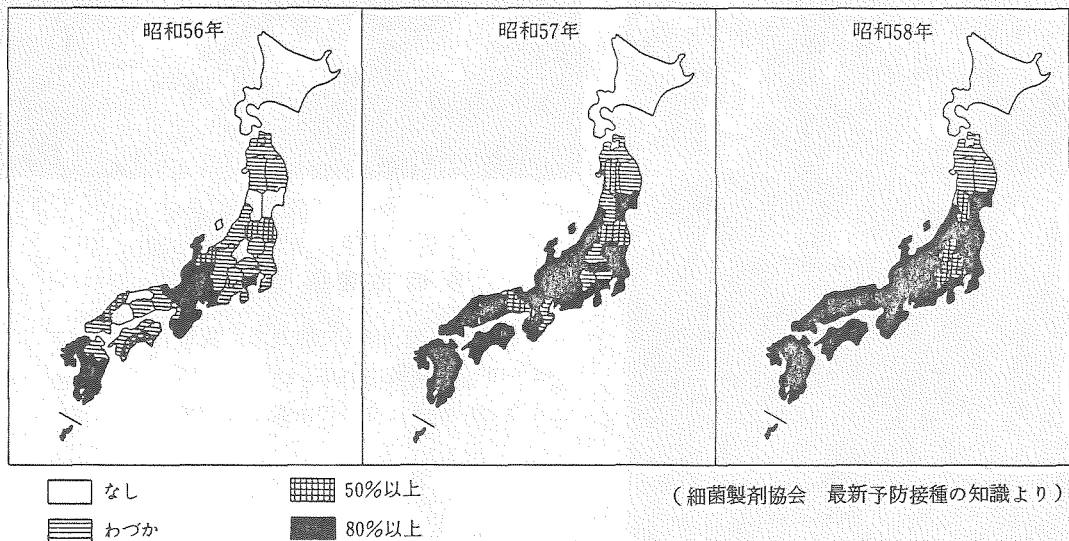 昭和56年
昭和57年
昭和58年
なし
50%以上
(細菌製剤協会 最新予防接種の知識より)
わづか
80%以上